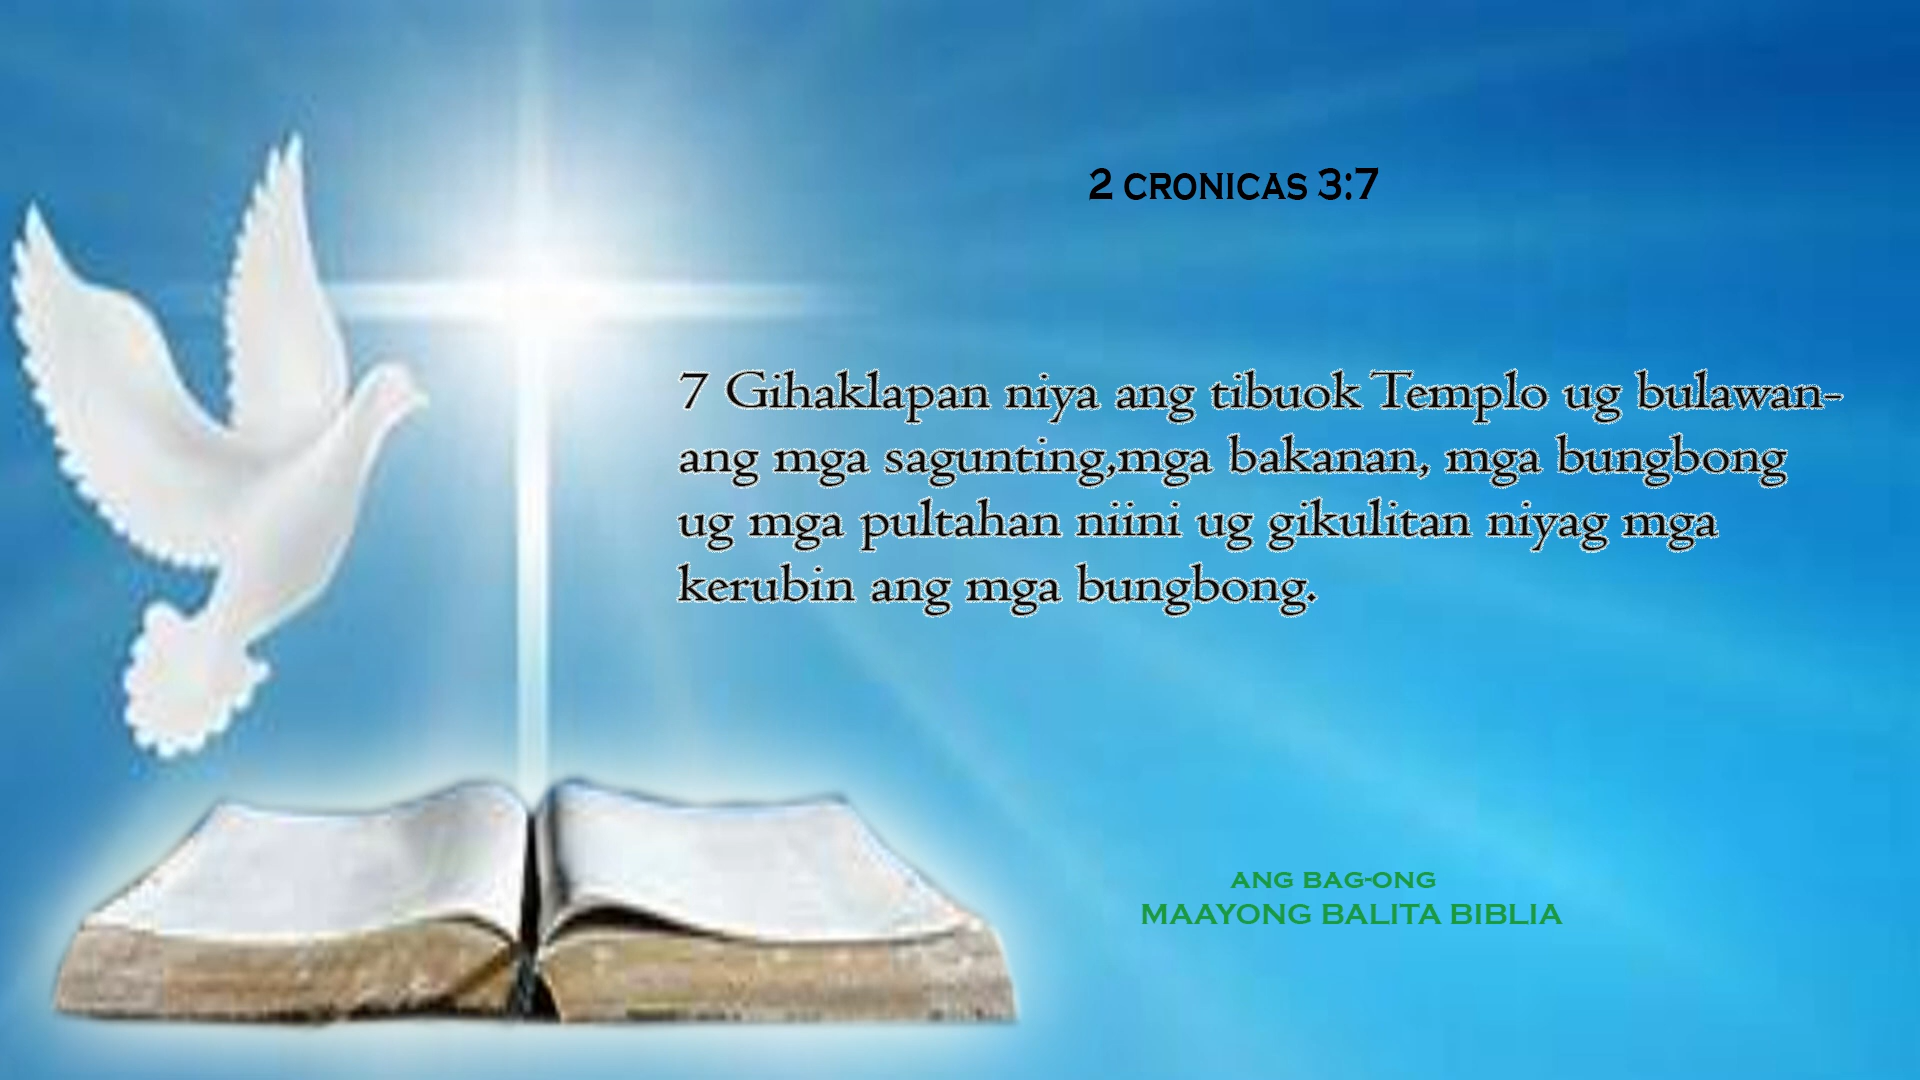 2 CRONICAS 3:7
7 Gihaklapan niya ang tibuok Templo ug bulawan-
ang mga sagunting,mga bakanan, mga bungbong
ug mga pultahan niini ug gikulitan niyag mga
kerubin ang mga bungbong.
ANG BAG-ONG
MAAYONG BALITA BIBLIA